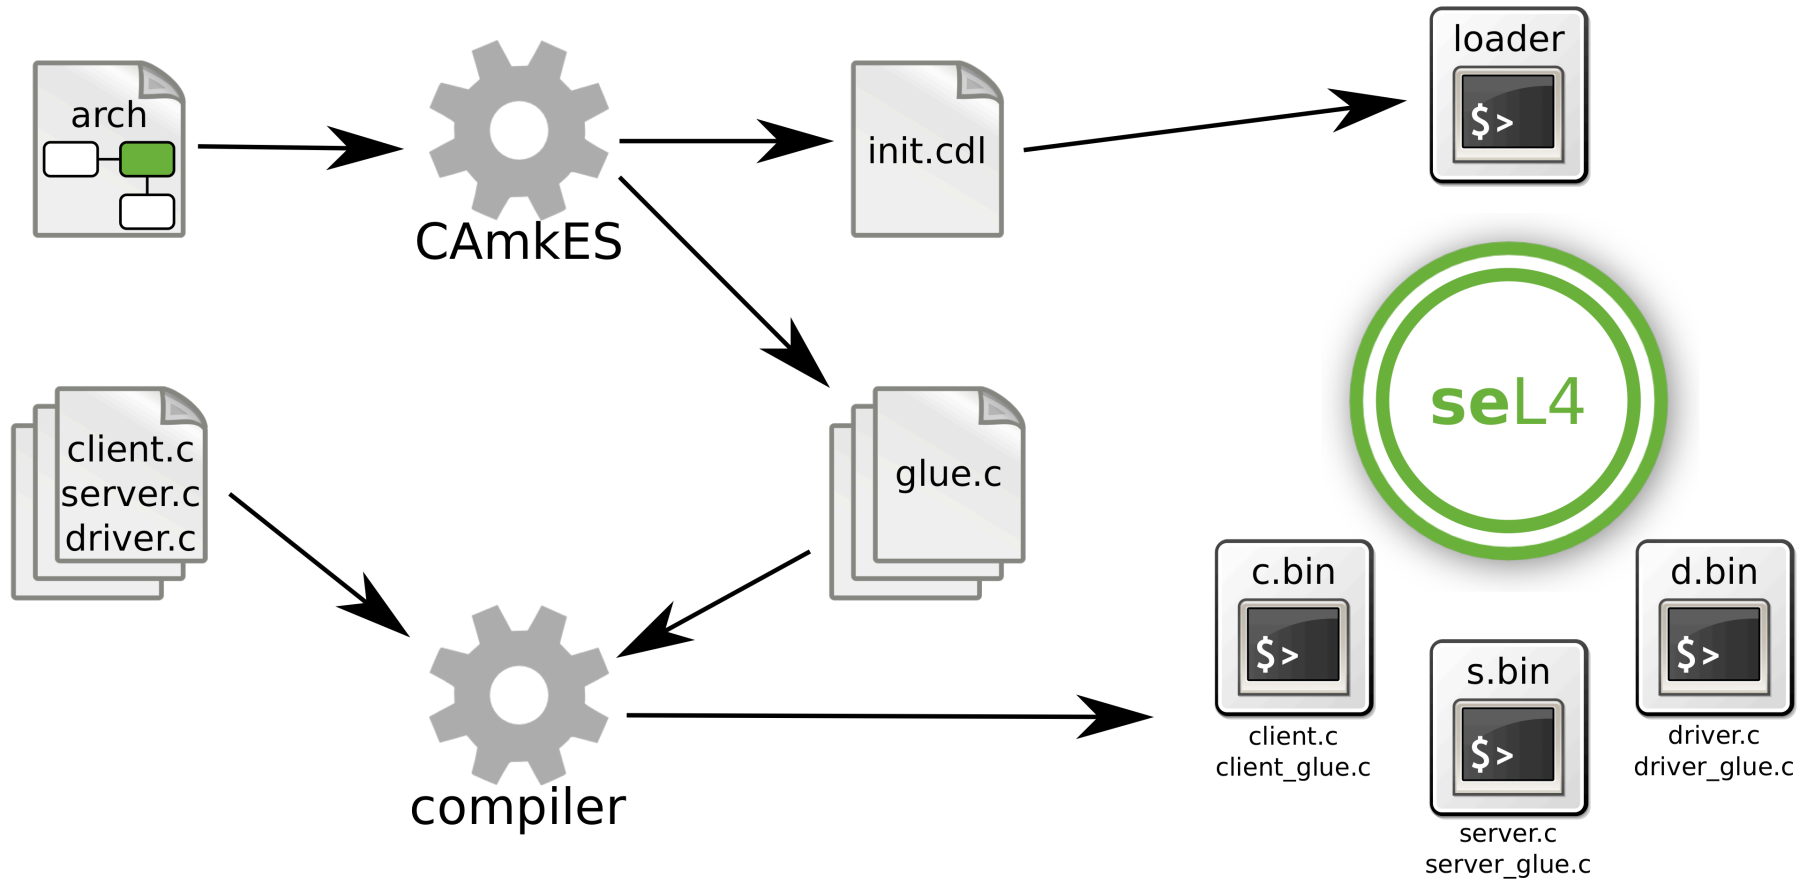 arch
CAmkES
init.cdl
loader
$>
client.c
server.c
driver.c
glue.c
seL4
compiler
c.bin
$>
client.c
client_glue.c
s.bin
$>
server.c
server_glue.c
d.bin
$>
driver.c
driver_glue.c